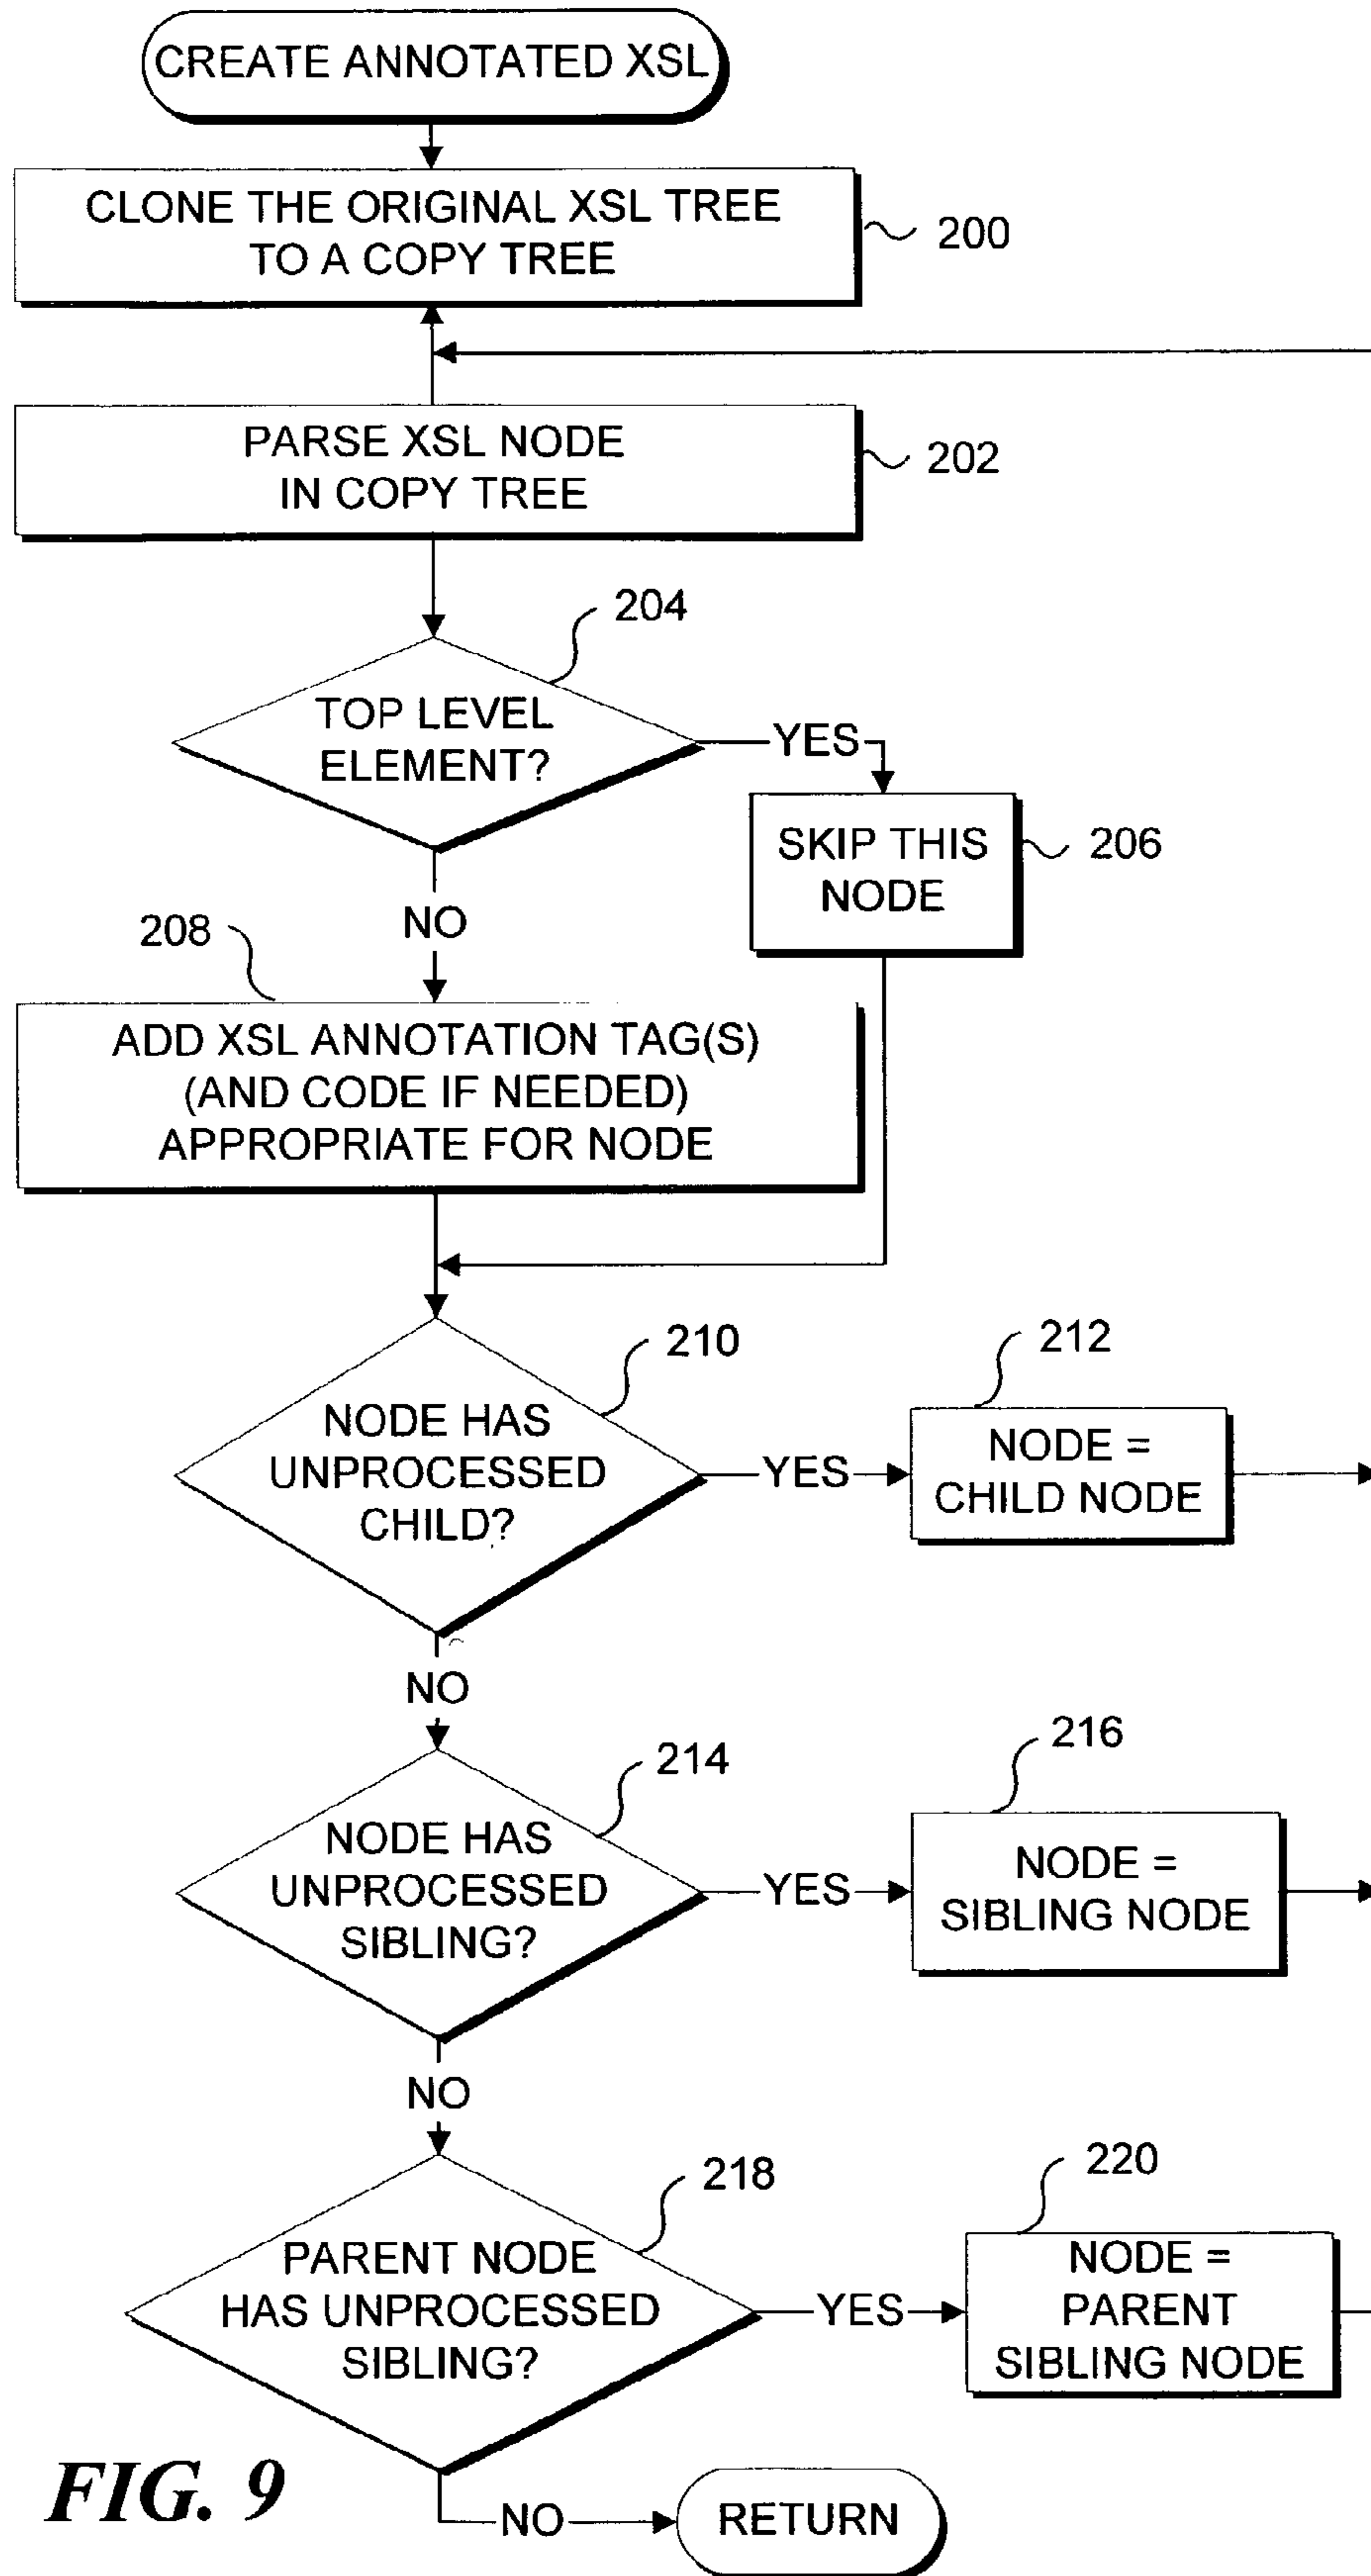 CREATE ANNOTATED XSL
CLONE THE ORIGINAL XSL TREE
TO A COPY TREE
200
PARSE XSL NODE
IN COPY TREE
202
204
TOP LEVEL
ELEMENT?
YES
SKIP THIS
NODE
206
NO
208
ADD XSL ANNOTATION TAG(S)
(AND CODE IF NEEDED)
APPROPRIATE FOR NODE
210
NODE HAS
UNPROCESSED
CHILD?
YES
212
NODE =
CHILD NODE
NO
214
NODE HAS
UNPROCESSED
SIBLING?
YES
216
NODE =
SIBLING NODE
NO
218
PARENT NODE
HAS UNPROCESSED
SIBLING?
YES
220
NODE =
PARENT
SIBLING NODE
NO
RETURN
FIG. 9